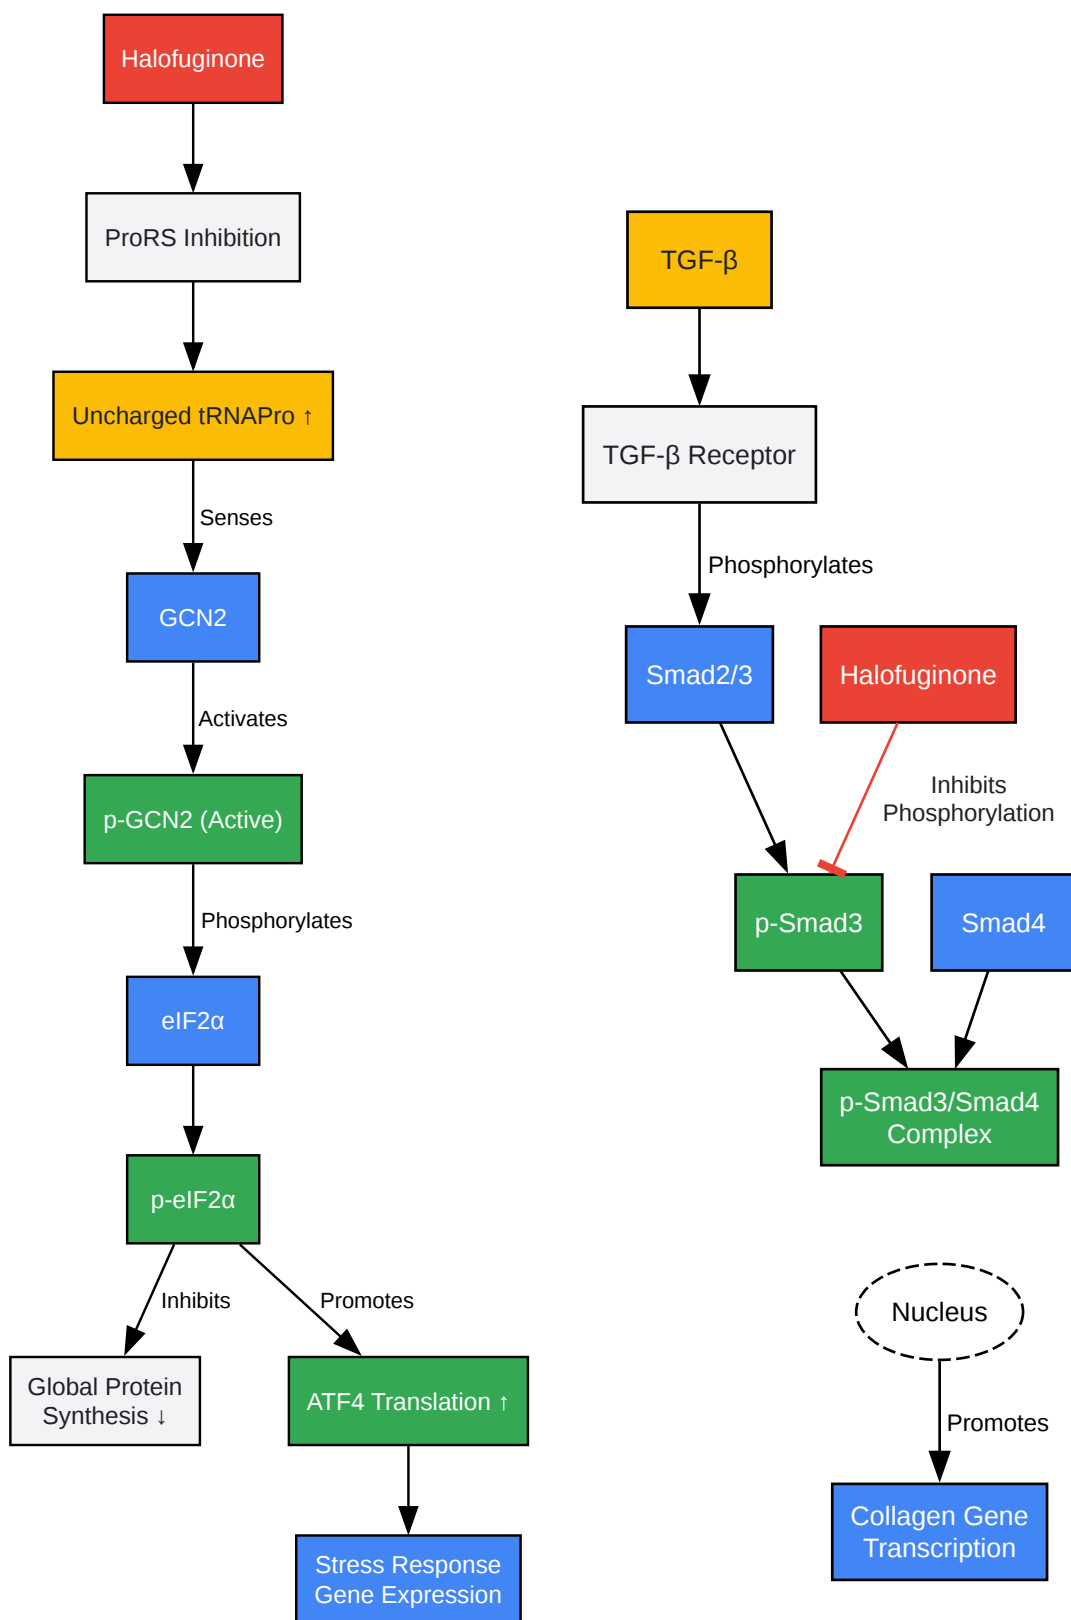 Halofuginone
ProRS Inhibition
Uncharged tRNAPro ↑
Senses
GCN2
Activates
p-GCN2 (Active)
Phosphorylates
eIF2α
p-eIF2α
Inhibits
Promotes
Global Protein
Synthesis ↓
ATF4 Translation ↑
Stress Response
Gene Expression
TGF-β
TGF-β Receptor
Phosphorylates
Smad2/3
Halofuginone
Inhibits
Phosphorylation
p-Smad3
Smad4
p-Smad3/Smad4
Complex
Nucleus
Promotes
Collagen Gene
Transcription